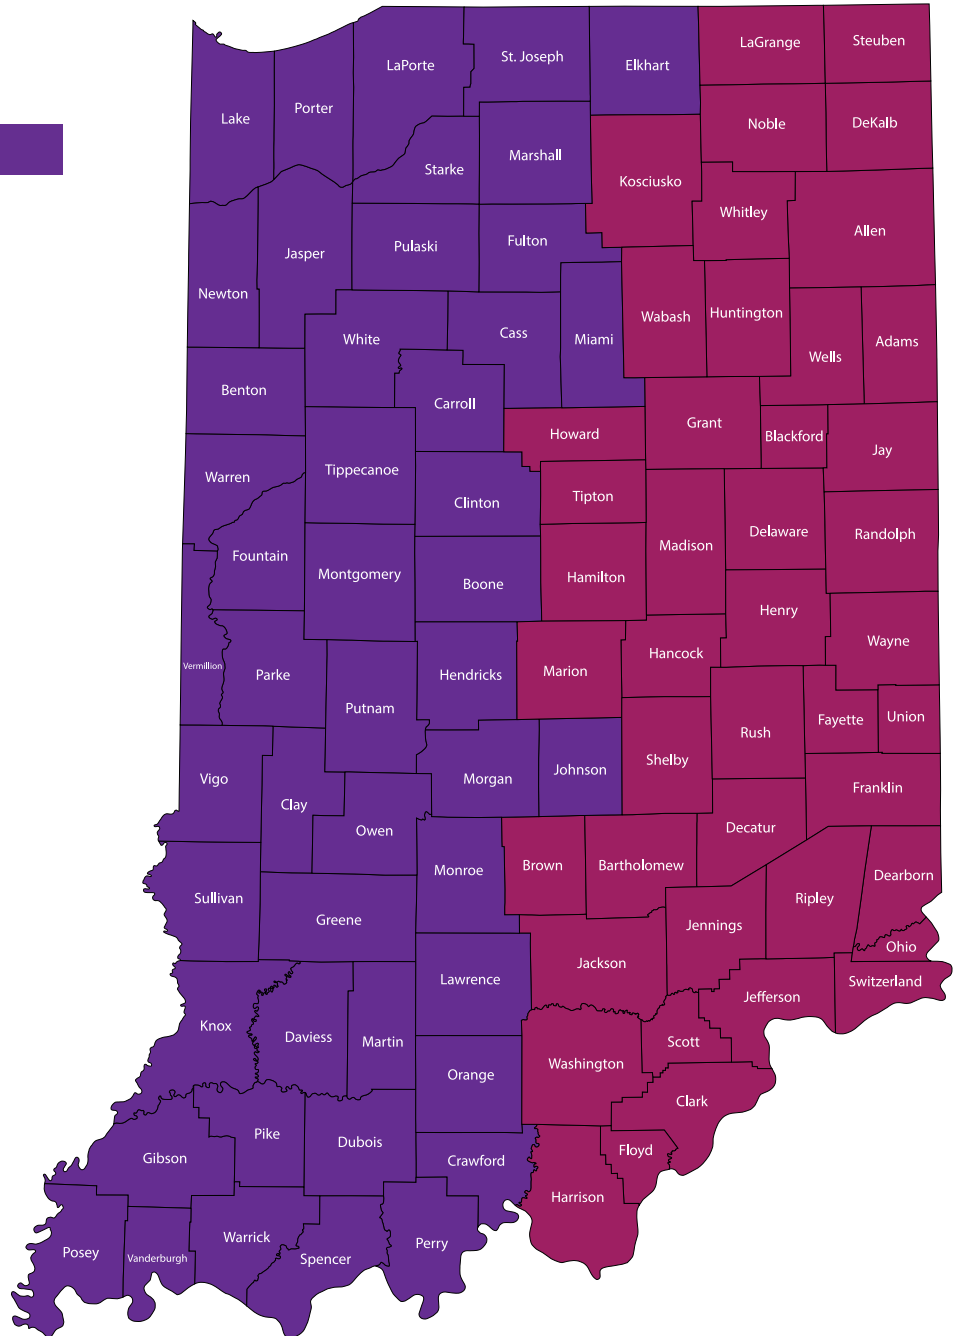 LaGrange
Steuben
St. Joseph
Elkhart
LaPorte
Porter
Lake
Noble
DeKalb
Marshall
Starke
Kosciusko
Whitley
Allen
Fulton
Pulaski
Jasper
Newton
Huntington
Wabash
Cass
Miami
White
Adams
Wells
Benton
Carroll
Grant
Howard
Blackford
Jay
Tippecanoe
Warren
Tipton
Clinton
Delaware
Randolph
Madison
Fountain
Montgomery
Boone
Hamilton
Henry
Wayne
Hancock
Vermillion
Parke
Hendricks
Marion
Putnam
Union
Fayette
Rush
Shelby
Johnson
Vigo
Morgan
Franklin
Clay
Owen
Decatur
Brown
Bartholomew
Monroe
Dearborn
Sullivan
Ripley
Greene
Jennings
Ohio
Jackson
Lawrence
Switzerland
Jefferson
Knox
Daviess
Martin
Scott
Washington
Orange
Clark
Pike
Dubois
Floyd
Gibson
Crawford
Harrison
Warrick
Perry
Posey
Vanderburgh
Spencer